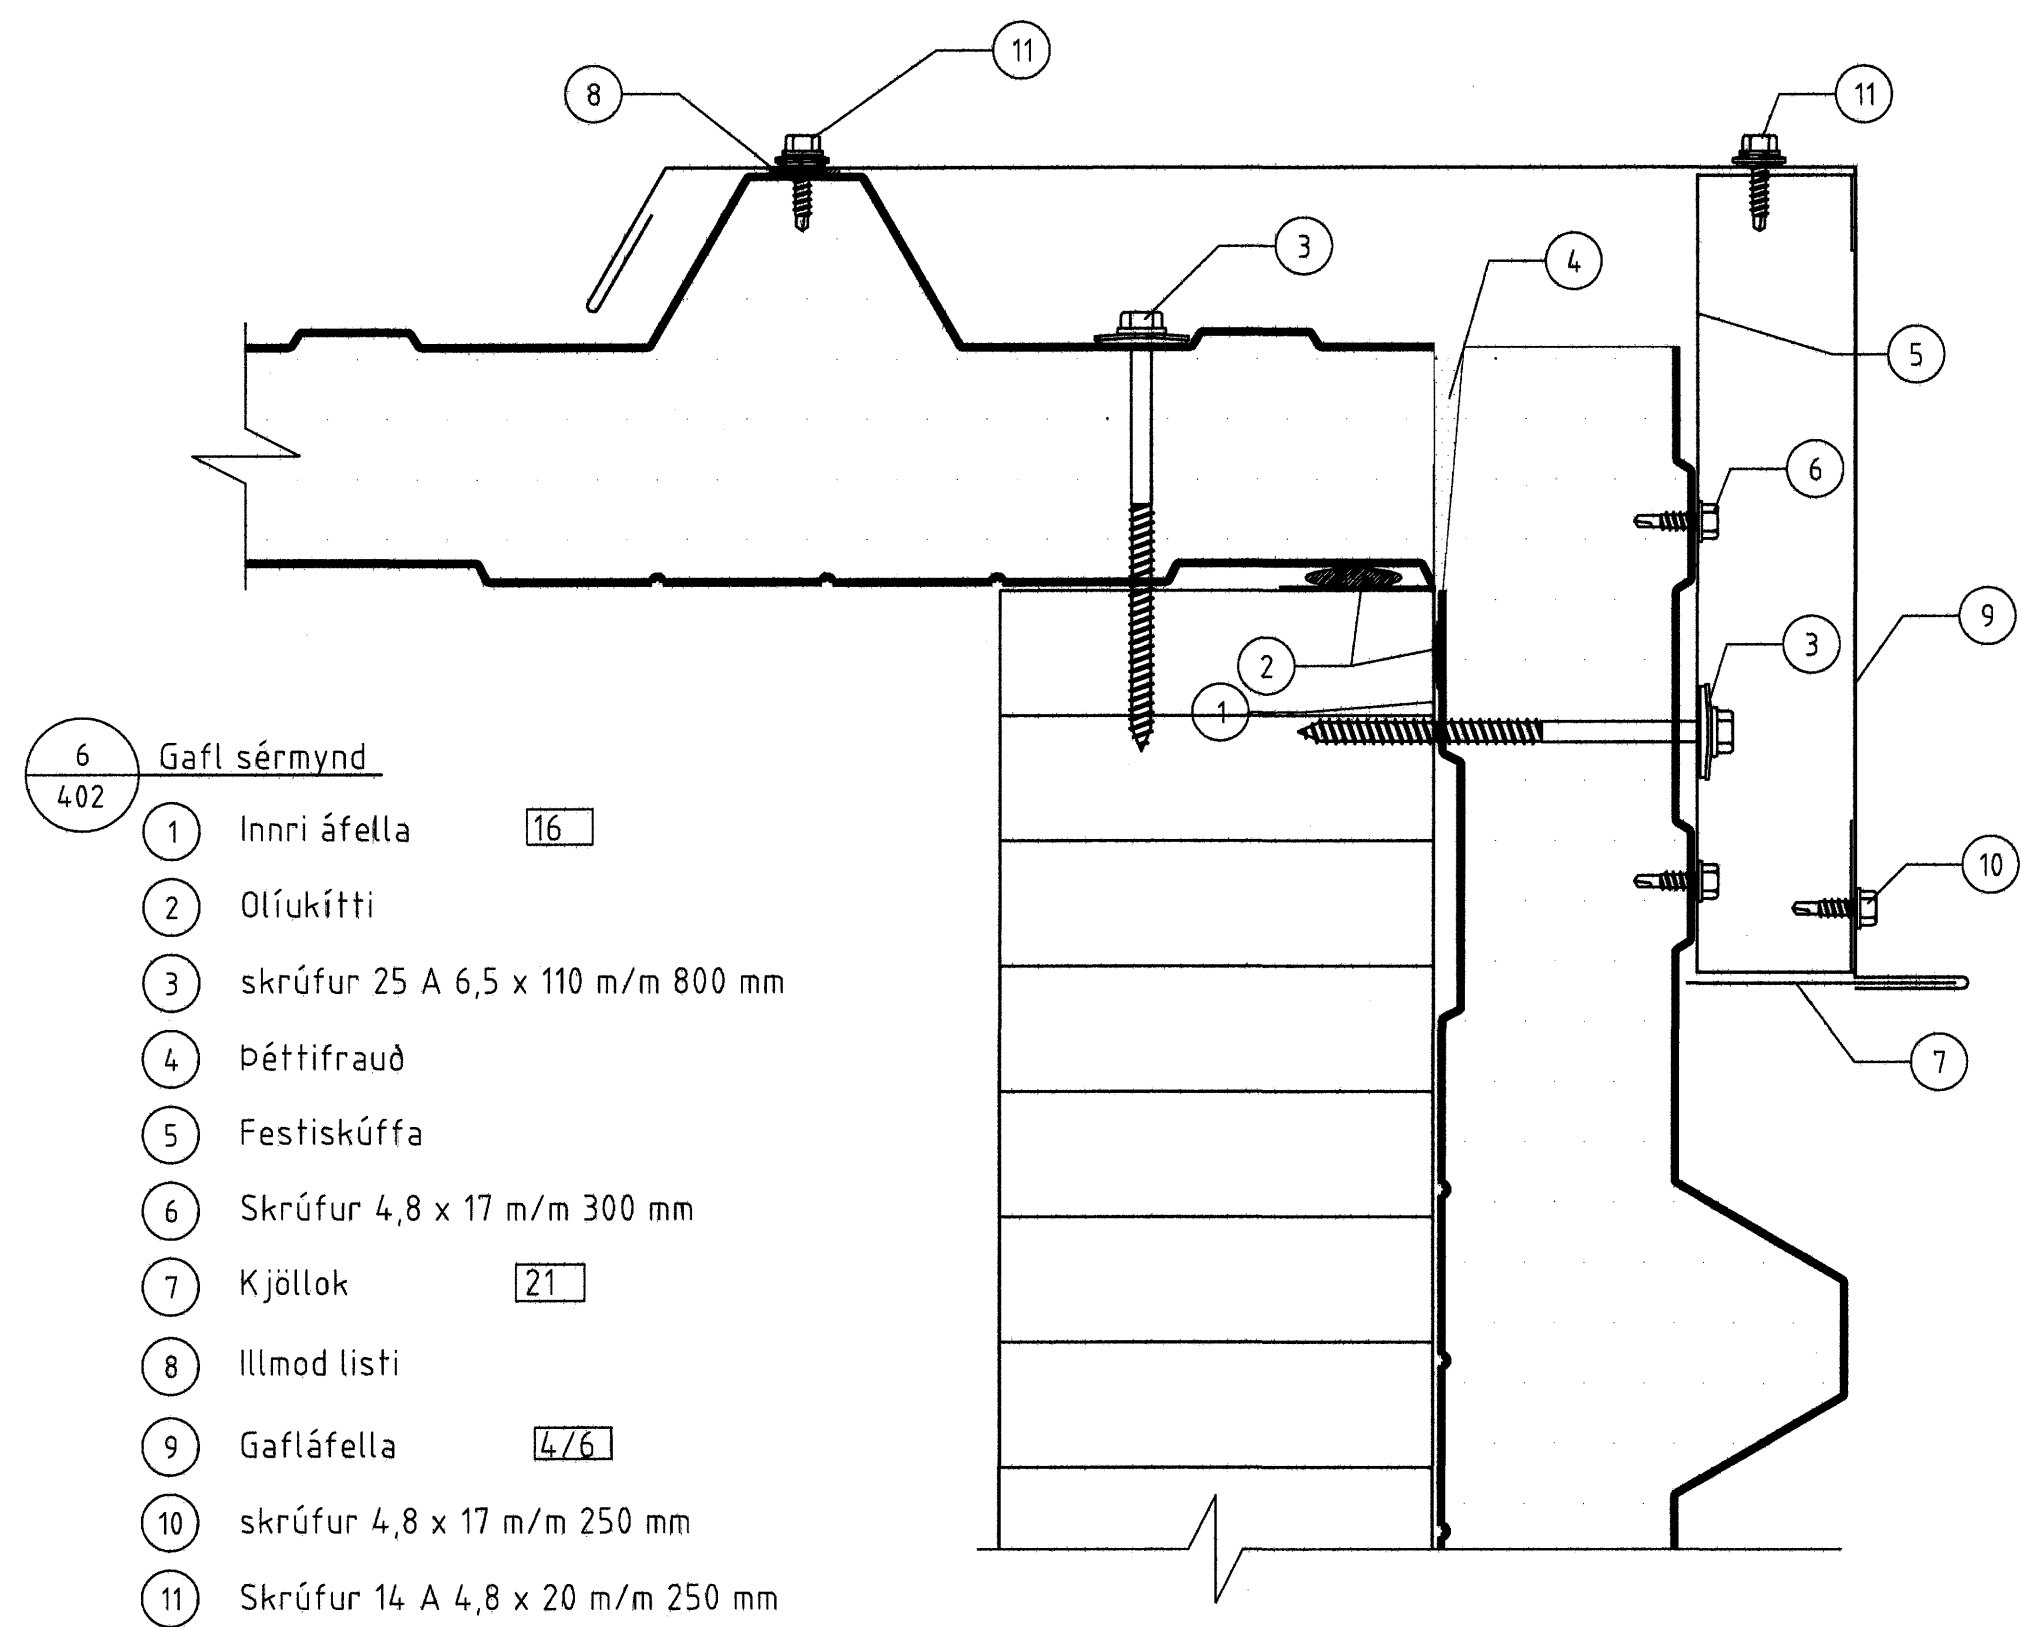 11
8
11
3
4
5
6
9
3
2
1
10
7
6 Gafl sérmynd
402
1 Innri áfella 16
2 Olíukítti
3 skrúfur 25 A 6,5 x 110 m/m 800 mm
4 Þéttifrauð
5 Festiskúffa
6 Skrúfur 4,8 x 17 m/m 300 mm
7 Kjöllok 21
8 Illmod listi
9 Gafláfella 4/6
10 skrúfur 4,8 x 17 m/m 250 mm
11 Skrúfur 14 A 4,8 x 20 m/m 250 mm